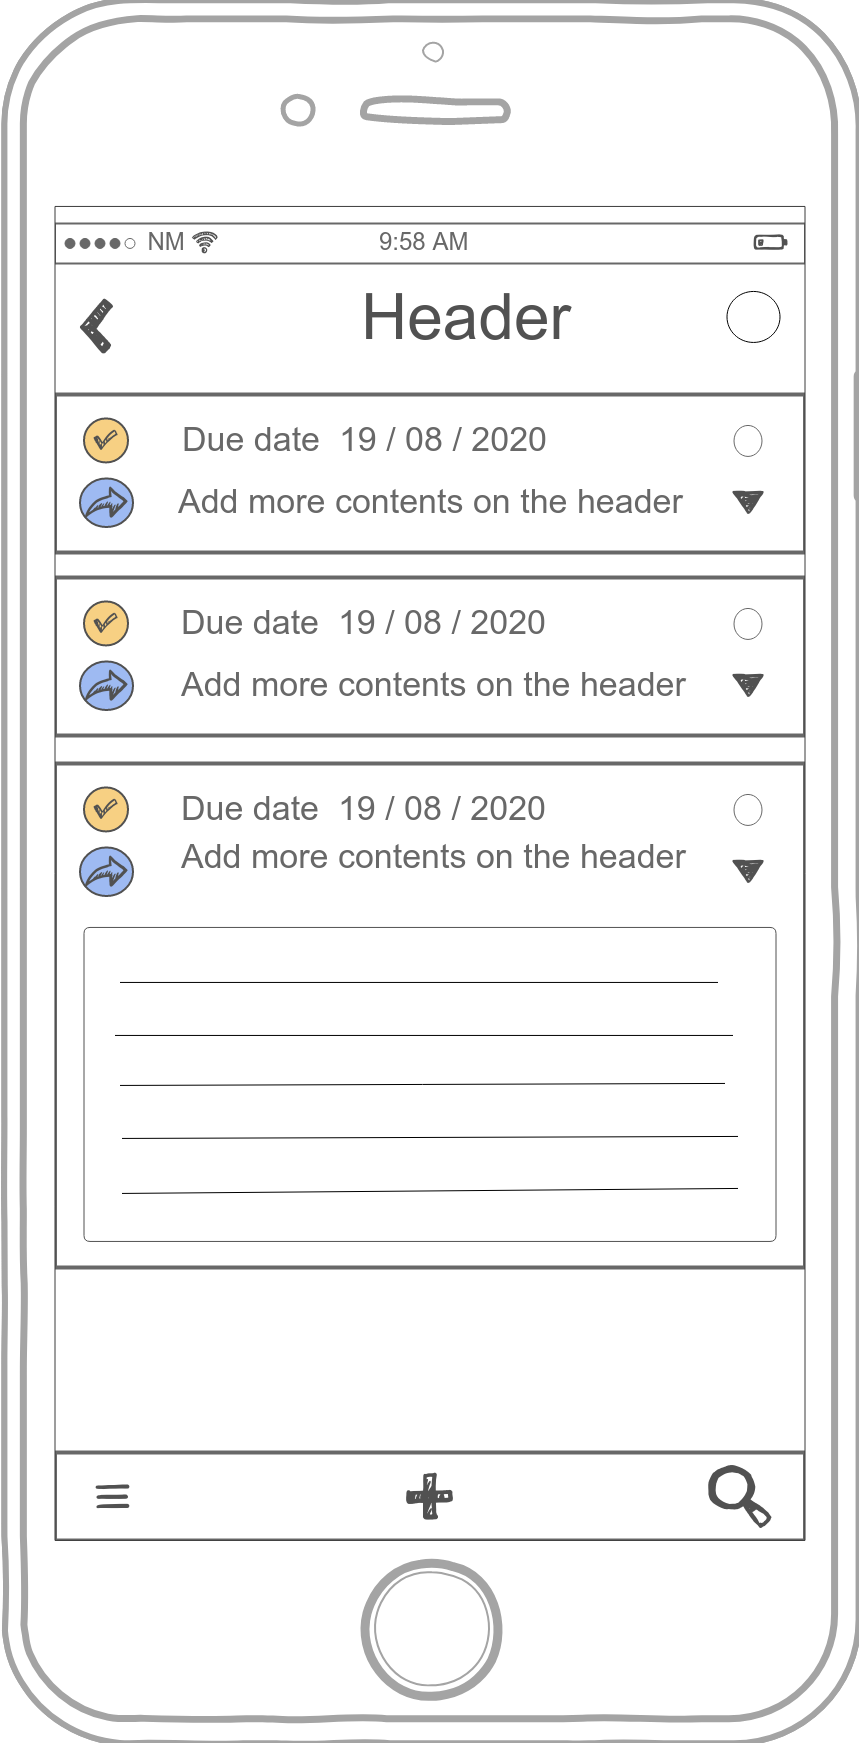 NM 9:58 AM
Header
Due date 19 / 08 / 2020
Add more contents on the header
Due date 19 / 08 / 2020
Add more contents on the header
Due date 19 / 08 / 2020
Add more contents on the header